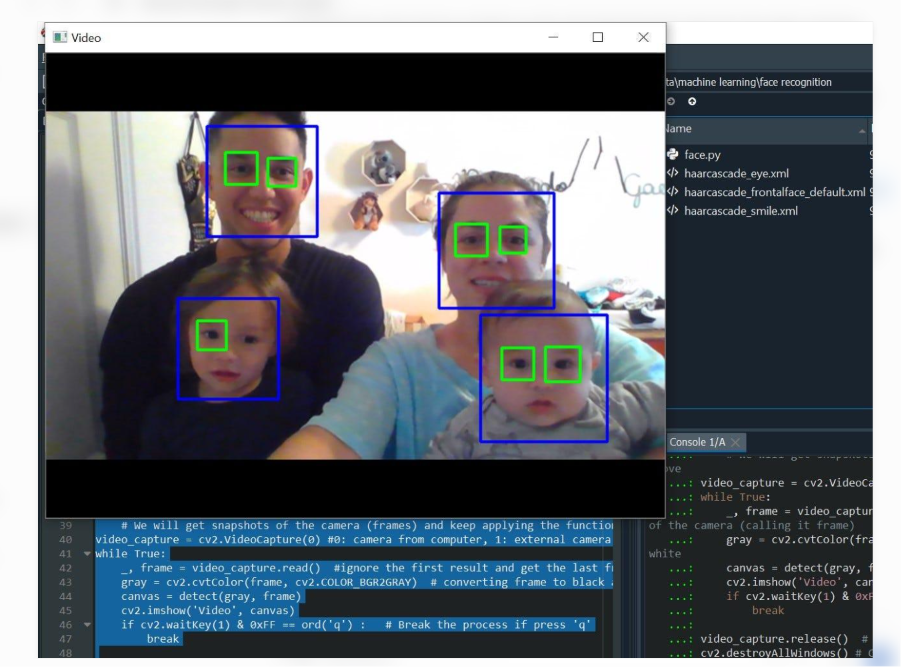 Video
ta\machine learning\face recognition
Name
face.py
haarcascade_eye.xml
haarcascade_frontalface_default.xml
haarcascade_smile.xml
Console 1/A
39 # We will get snapshots of the camera (frames) and keep applying the function
40 video_capture = cv2.VideoCapture(0) #0: camera from computer, 1: external camera
41 while True:
42 _, frame = video_capture.read() #ignore the first result and get the last f
43 gray = cv2.cvtColor(frame, cv2.COLOR_BGR2GRAY) # converting frame to black
44 canvas = detect(gray, frame)
45 cv2.imshow('Video', canvas)
46 if cv2.waitKey(1) & 0xFF == ord('q') : # Break the process if press 'q'
47 break
48
...: video_capture = cv2.VideoCa
...: while True:
...: _, frame = video_captur
of the camera (calling it frame)
...: gray = cv2.cvtColor(fra
white
...: canvas = detect(gray, f
...: cv2.imshow('Video', can
...: if cv2.waitKey(1) & 0xF
...: break
...:
...: video_capture.release() #
...: cv2.destroyAllWindows() #